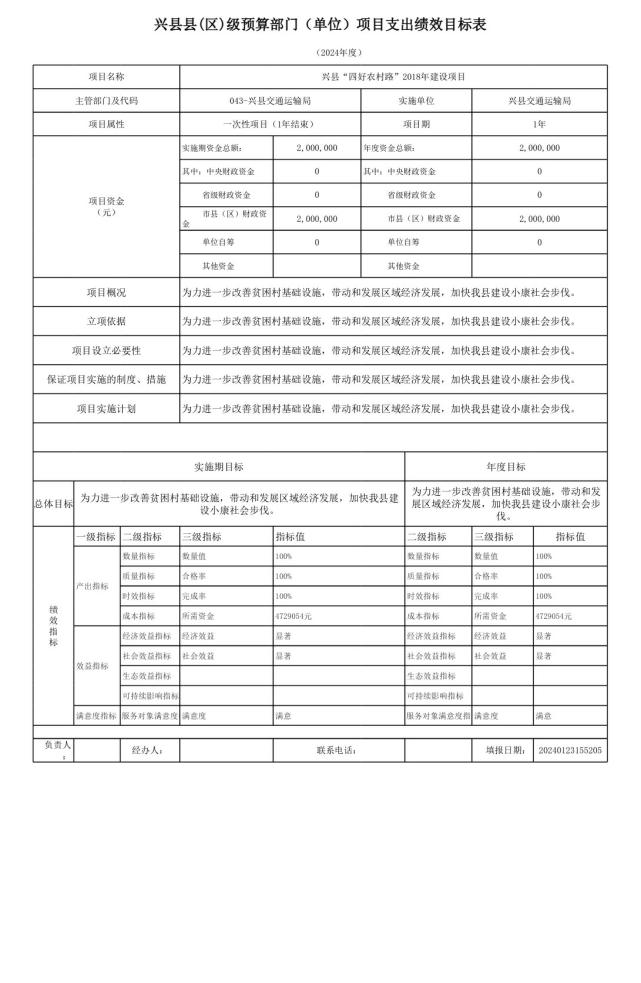 兴县县(区)级预算部门（单位）项目支出绩效目标表
（2024年度）
项目名称 兴县“四好农村路”2018年建设项目
主管部门及代码 043-兴县交通运输局 实施单位 兴县交通运输局
项目属性 一次性项目（1年结束） 项目期 1年
项目资金
（元）
实施期资金总额： 2,000,000 年度资金总额： 2,000,000
其中：中央财政资金 0 其中：中央财政资金 0
省级财政资金 0 省级财政资金 0
市县（区）财政资
金 2,000,000 市县（区）财政资金 2,000,000
单位自筹 0 单位自筹 0
其他资金 其他资金
项目概况 为力进一步改善贫困村基础设施，带动和发展区域经济发展，加快我县建设小康社会步伐。
立项依据 为力进一步改善贫困村基础设施，带动和发展区域经济发展，加快我县建设小康社会步伐。
项目设立必要性 为力进一步改善贫困村基础设施，带动和发展区域经济发展，加快我县建设小康社会步伐。
保证项目实施的制度、措施 为力进一步改善贫困村基础设施，带动和发展区域经济发展，加快我县建设小康社会步伐。
项目实施计划 为力进一步改善贫困村基础设施，带动和发展区域经济发展，加快我县建设小康社会步伐。
实施期目标 年度目标
总体目标
为力进一步改善贫困村基础设施，带动和发展区域经济发展，加快我县建
设小康社会步伐。
为力进一步改善贫困村基础设施，带动和发
展区域经济发展，加快我县建设小康社会步
伐。
绩效指标
一级指标 二级指标 三级指标 指标值 二级指标 三级指标 指标值
产出指标
数量指标 数量值 100% 数量指标 数量值 100%
质量指标 合格率 100% 质量指标 合格率 100%
时效指标 完成率 100% 时效指标 完成率 100%
成本指标 所需资金 4729054元 成本指标 所需资金 4729054元
效益指标
经济效益指标 经济效益 显著 经济效益指标 经济效益 显著
社会效益指标 社会效益 显著 社会效益指标 社会效益 显著
生态效益指标 生态效益指标
可持续影响指标 可持续影响指标
满意度指标 服务对象满意度 满意度 满意 服务对象满意度指 满意度 满意
负责人
： 经办人： 联系电话： 填报日期： 20240123155205